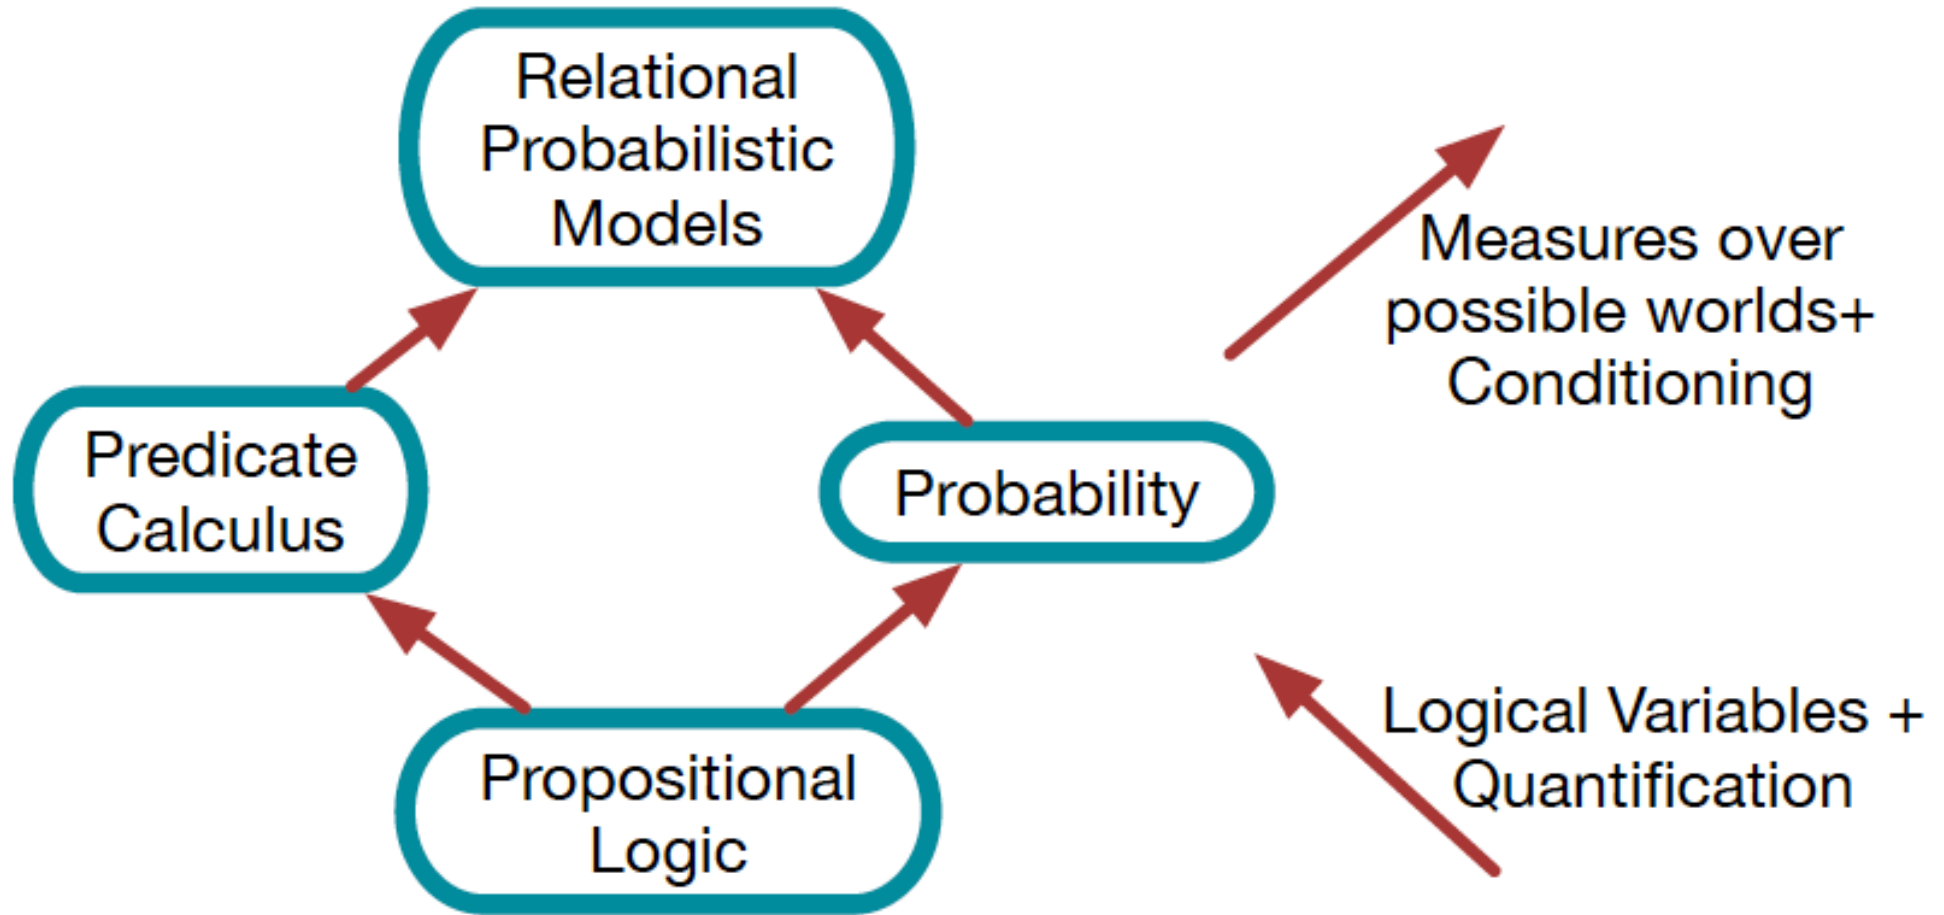 Relational
Probabilistic
Models
Measures over
possible worlds+
Conditioning
Predicate
Calculus
Probability
Logical Variables +
Quantification
Propositional
Logic